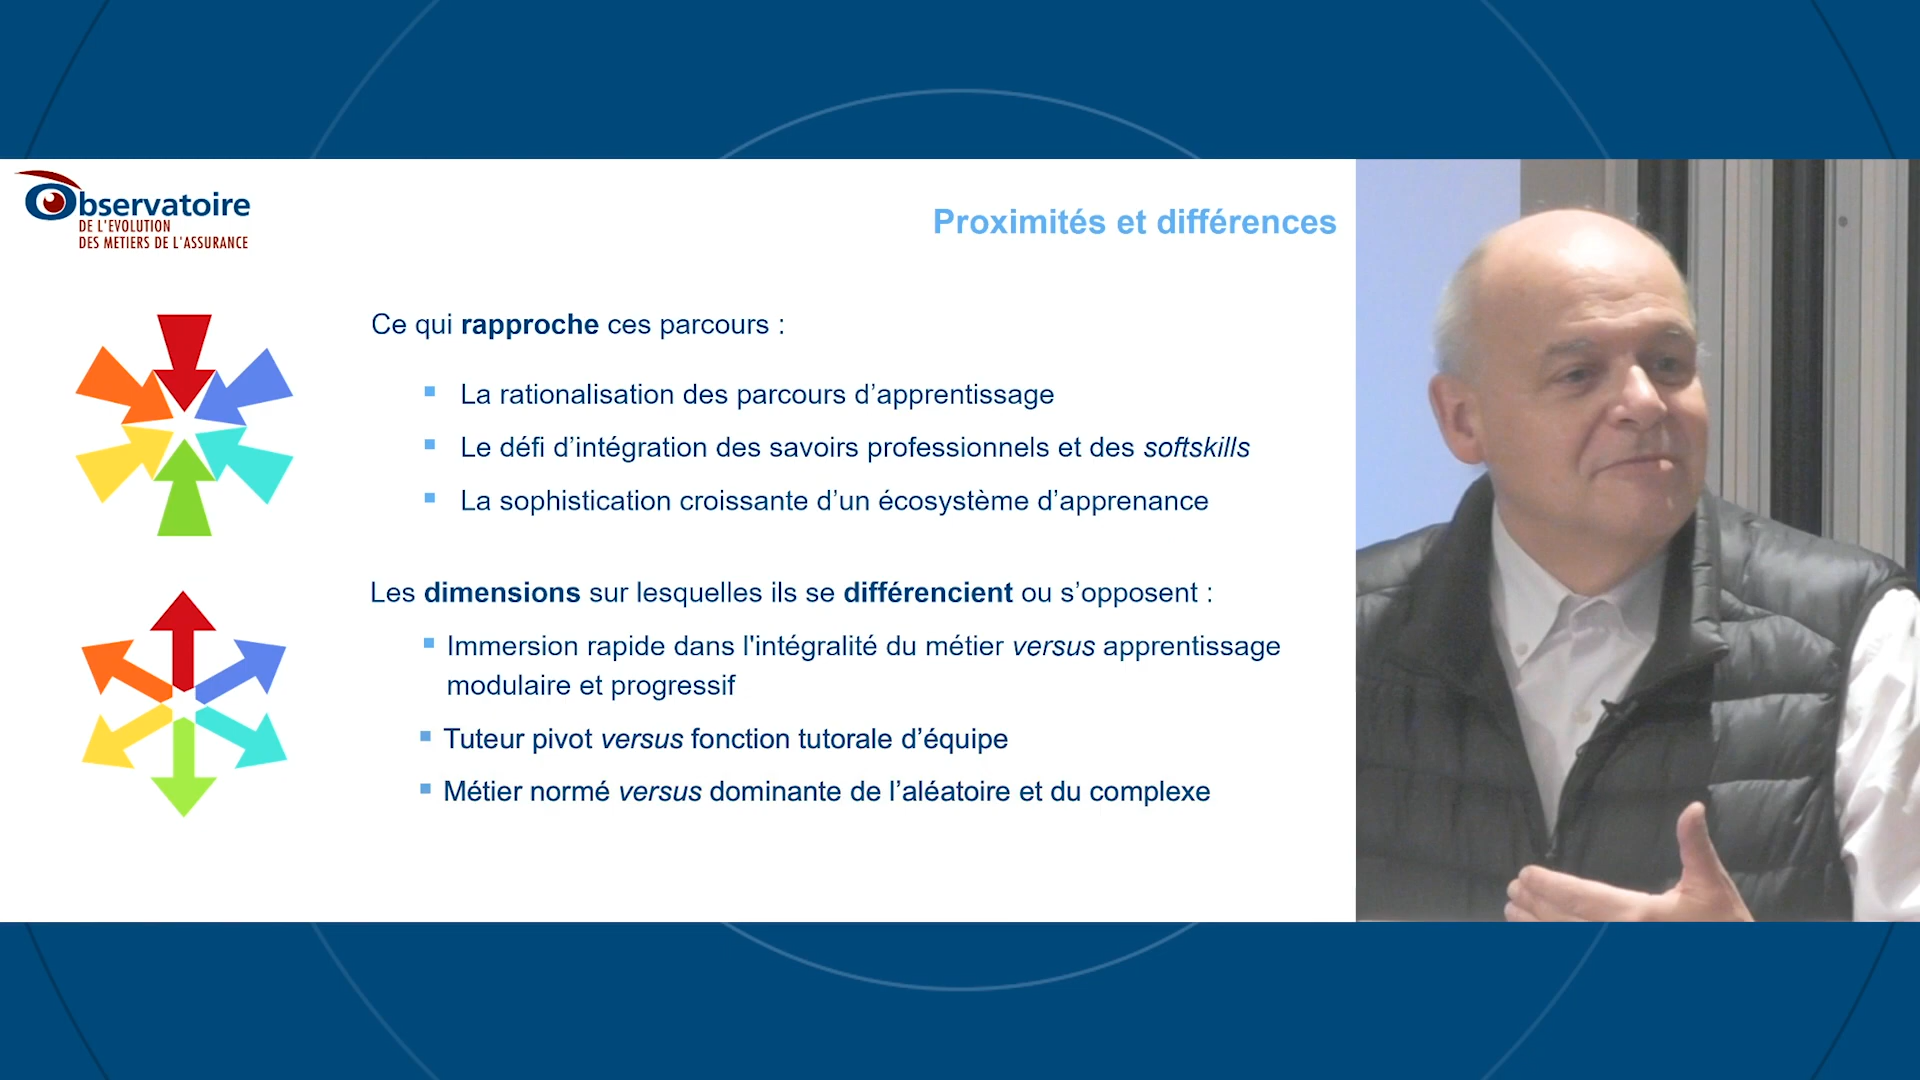 Observatoire
DE L'EVOLUTION
DES METIERS DE L'ASSURANCE
Proximités et différences
Ce qui rapproche ces parcours :
La rationalisation des parcours d’apprentissage
Le défi d’intégration des savoirs professionnels et des softskills
La sophistication croissante d’un écosystème d’apprenance
Les dimensions sur lesquelles ils se différencient ou s’opposent :
Immersion rapide dans l'intégralité du métier versus apprentissage
modulaire et progressif
Tuteur pivot versus fonction tutorale d’équipe
Métier normé versus dominante de l’aléatoire et du complexe